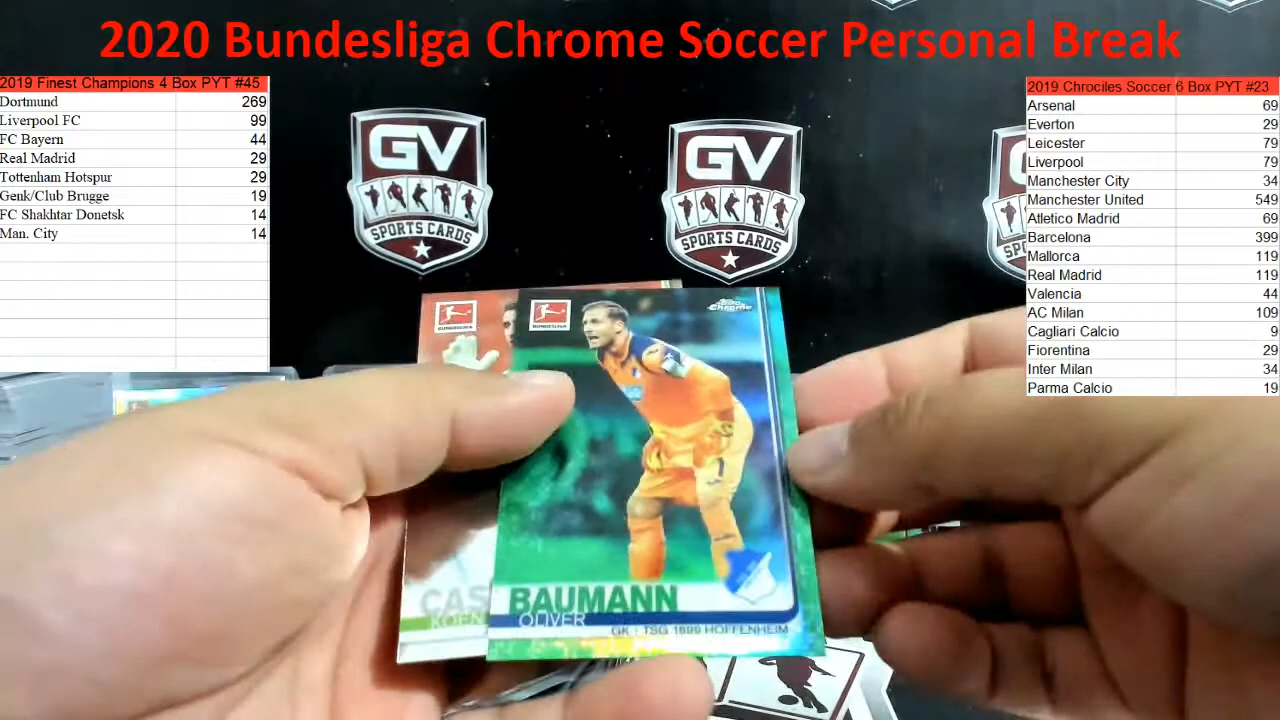 2020 Bundesliga Chrome Soccer Personal Break
2019 Finest Champions 4 Box PYT #45
Dortmund 269
Liverpool FC 99
FC Bayern 44
Real Madrid 29
Tottenham Hotspur 29
Genk/Club Brugge 19
FC Shakhtar Donetsk 14
Man. City 14
2019 Chrociles Soccer 6 Box PYT #23
Arsenal 69
Everton 29
Leicester 79
Liverpool 79
Manchester City 34
Manchester United 549
Atletico Madrid 69
Barcelona 399
Mallorca 119
Real Madrid 119
Valencia 44
AC Milan 109
Cagliari Calcio 9
Fiorentina 29
Inter Milan 34
Parma Calcio 19
GV
SPORTS CARDS
GV
SPORTS CARDS
G
SPO
BUNDESLIGA
BUNDESLIGA
Chrome
CAS
KOEN
BAUMANN
OLIVER
GK | TSG 1899 HOFFENHEIM